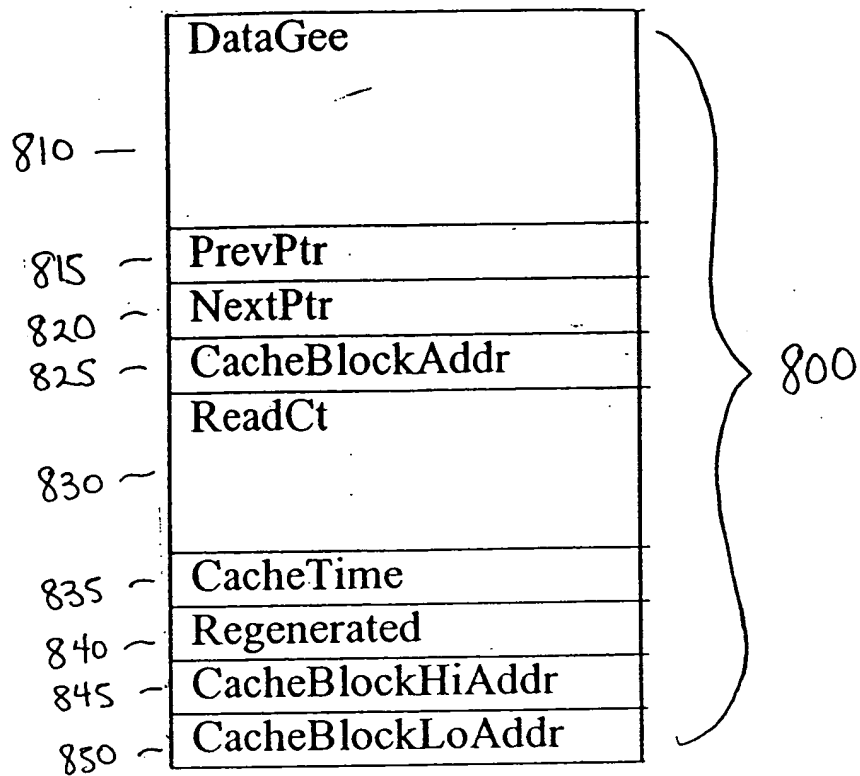 DataGee
810
815 PrevPtr
820 NextPtr
825 CacheBlockAddr
ReadCt
800
830
835 CacheTime
840 Regenerated
845 CacheBlockHiAddr
850 CacheBlockLoAddr